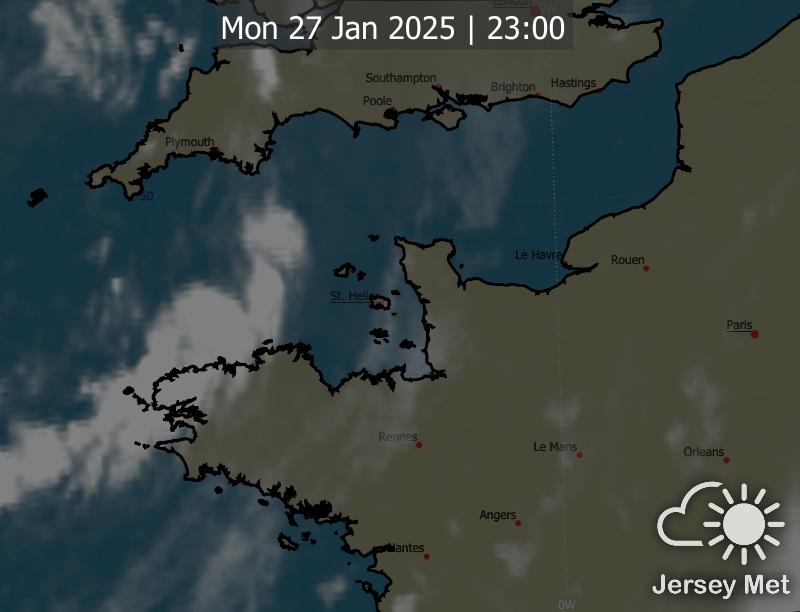 London
Mon 27 Jan 2025 | 23:00
Southampton
Brighton
Hastings
Poole
Plymouth
50
Le Havre
Rouen
St. Helier
Paris
Rennes
Le Mans
Orleans
Angers
Nantes
Jersey Met
0W